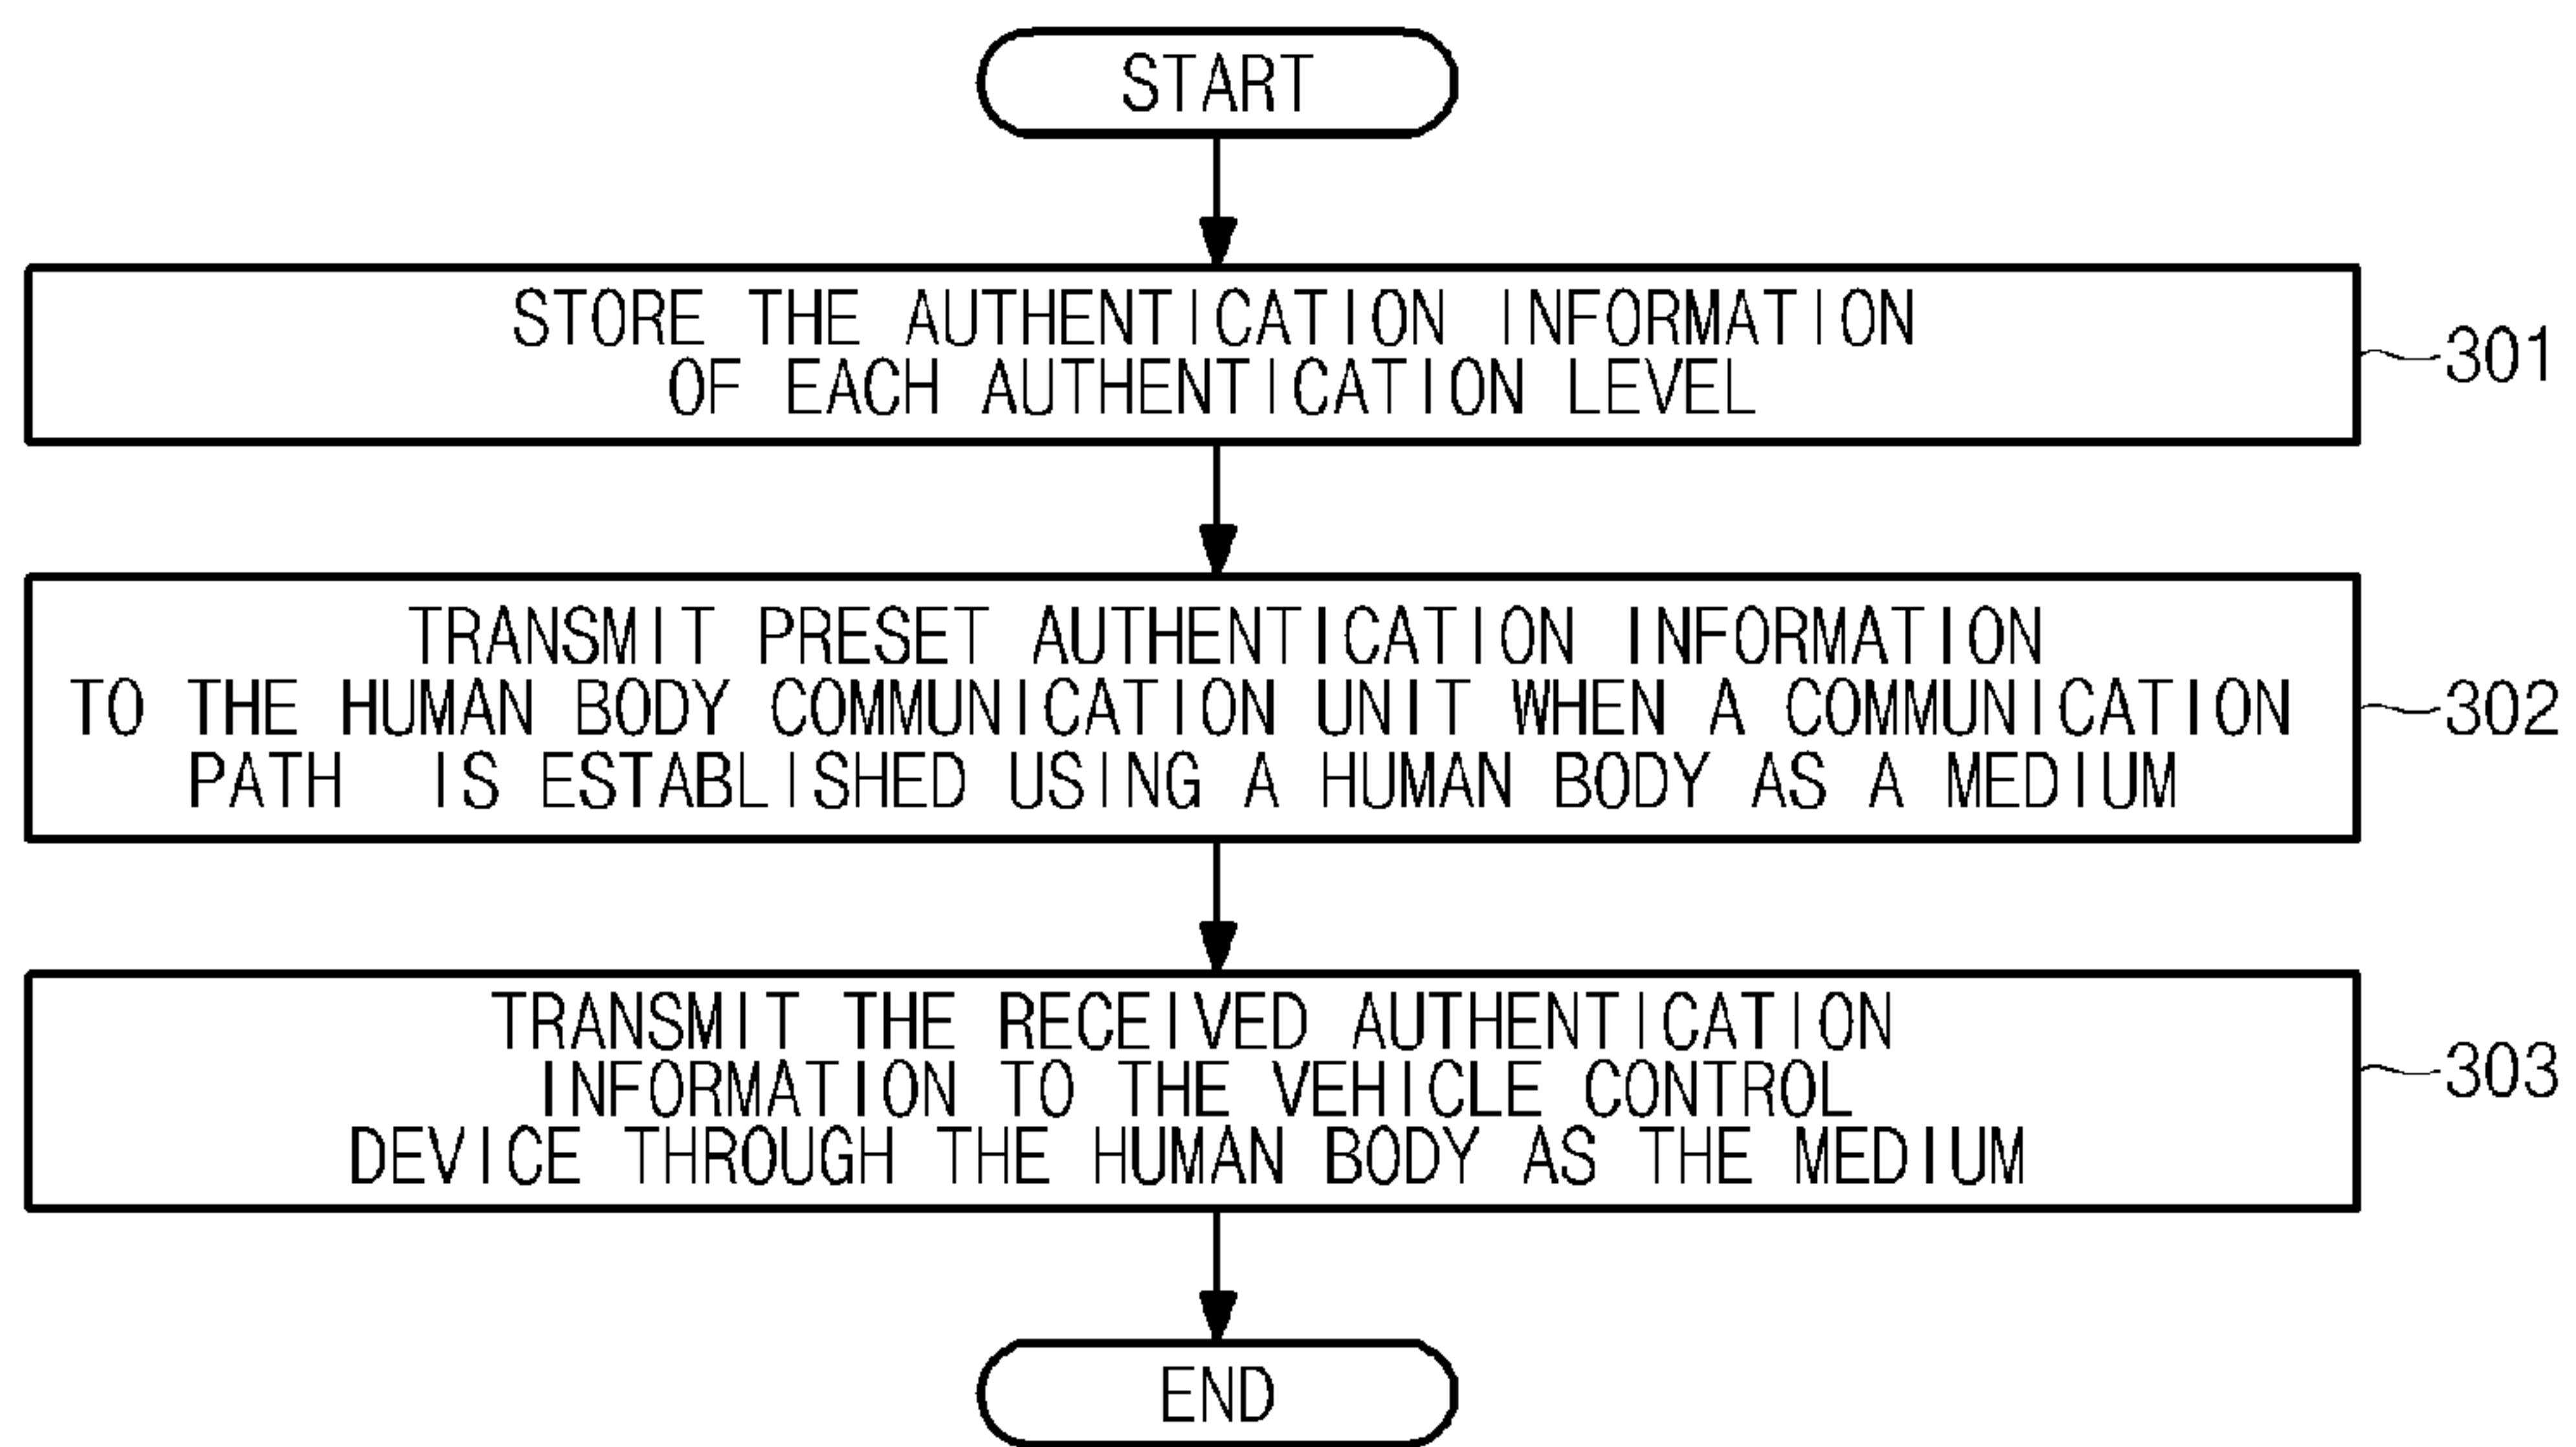 START
STORE THE AUTHENTICATION INFORMATION
OF EACH AUTHENTICATION LEVEL
301
TRANSMIT PRESET AUTHENTICATION INFORMATION
TO THE HUMAN BODY COMMUNICATION UNIT WHEN A COMMUNICATION
PATH IS ESTABLISHED USING A HUMAN BODY AS A MEDIUM
302
TRANSMIT THE RECEIVED AUTHENTICATION
INFORMATION TO THE VEHICLE CONTROL
DEVICE THROUGH THE HUMAN BODY AS THE MEDIUM
303
END